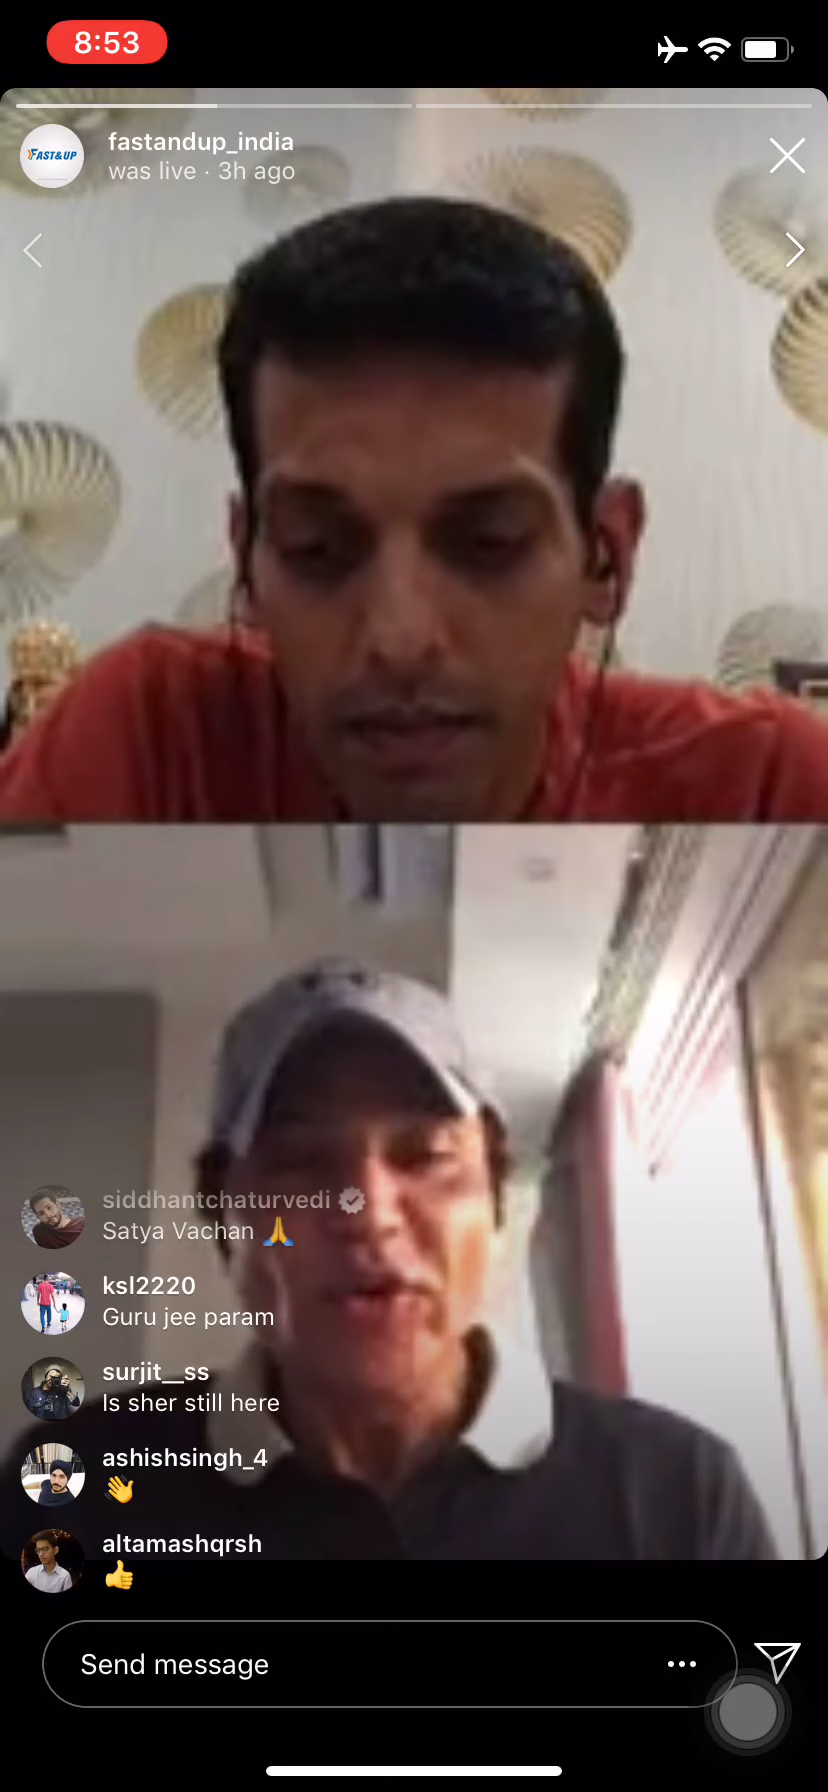 8:53
fastandup_india
was live · 3h ago
FAST&UP
siddhantchaturvedi
Satya Vachan 🙏
ksl2220
Guru jee param
surjit__ss
Is sher still here
ashishsingh_4
👋
altamashqrsh
👍
Send message